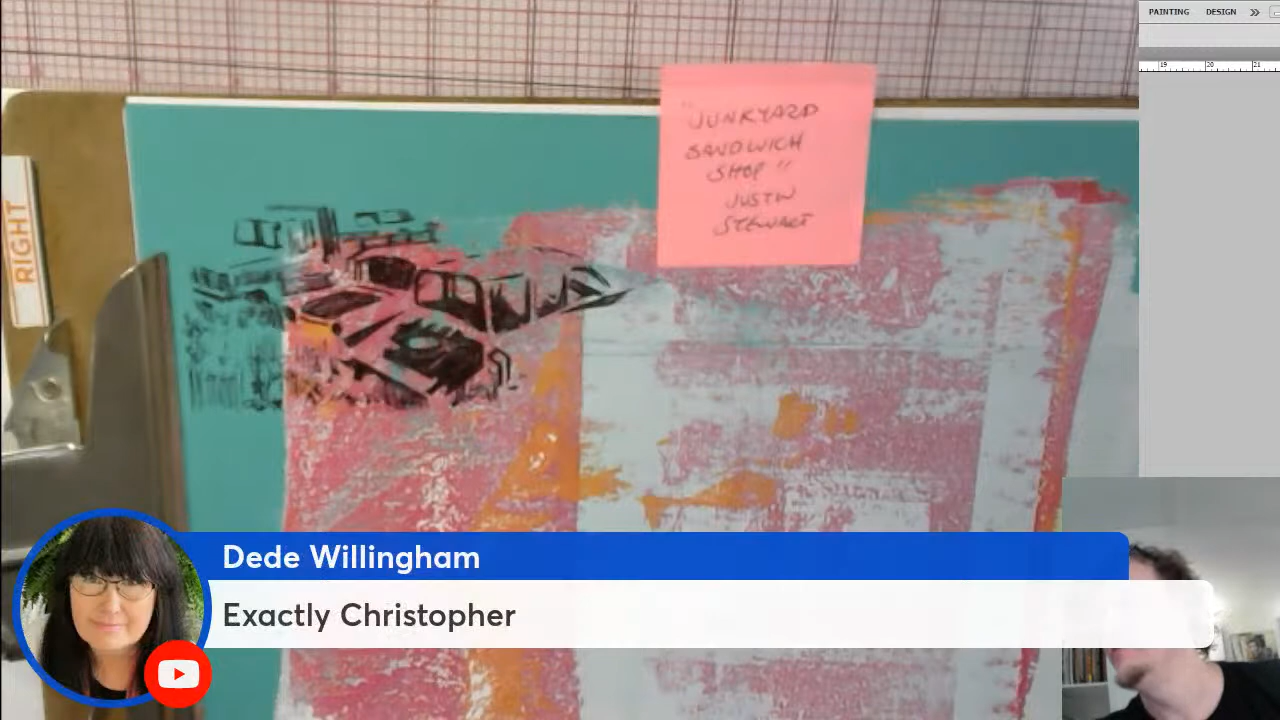 PAINTING DESIGN »
19 20 21
"JUNKYARD
SANDWICH
SHOP"
JUSTIN
STEWART
RIGHT
Dede Willingham
Exactly Christopher